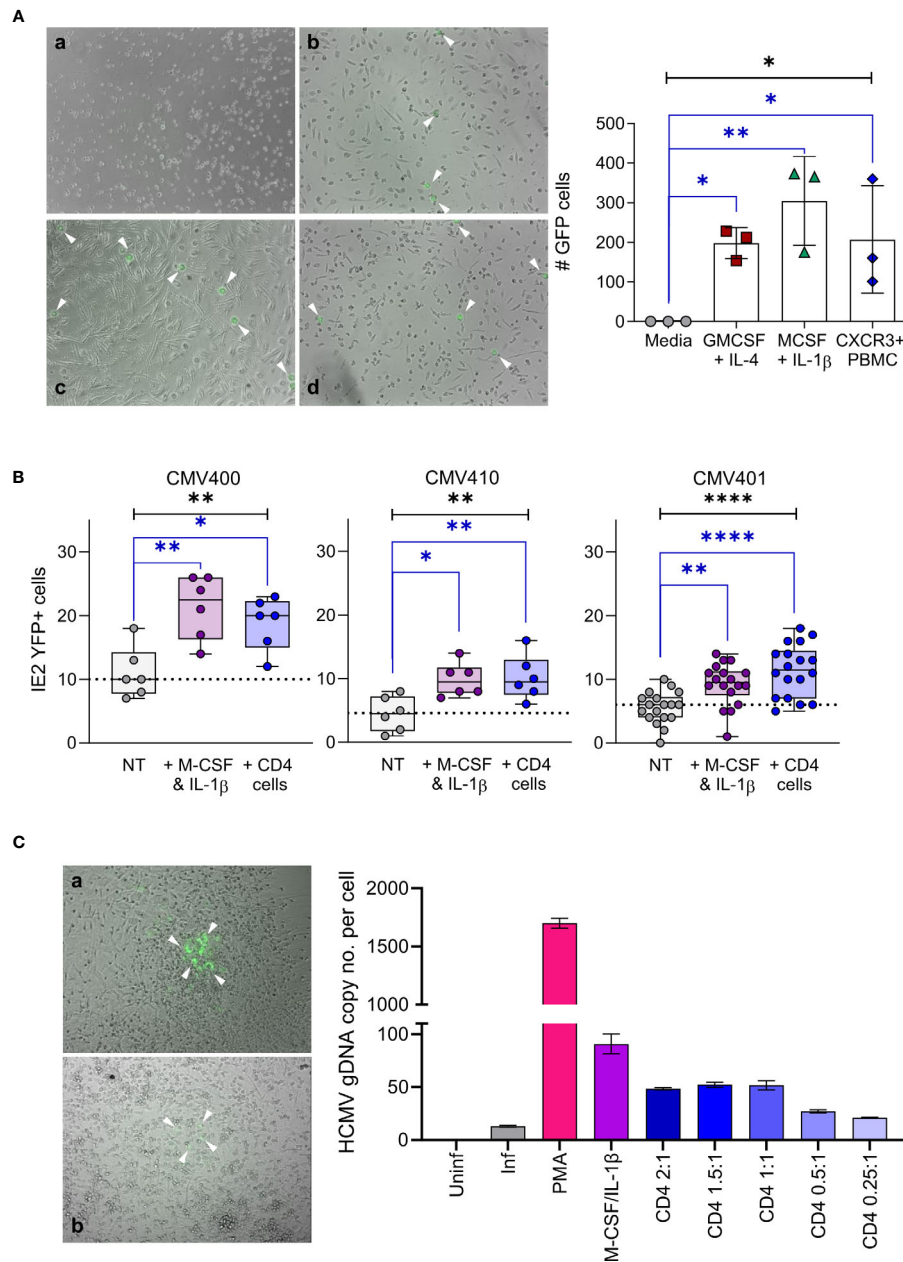 A
a
b
c
d
# GFP cells
500
400
300
200
100
0
*
*
**
*
Media
GMCSF
+ IL-4
MCSF
+ IL-1β
CXCR3+
PBMC
B
IE2 YFP+ cells
CMV400
**
*
**
30
20
10
0
NT
+ M-CSF
& IL-1β
+ CD4
cells
CMV410
**
**
*
30
20
10
0
NT
+ M-CSF
& IL-1β
+ CD4
cells
CMV401
****
****
**
30
20
10
0
NT
+ M-CSF
& IL-1β
+ CD4
cells
C
a
b
HCMV gDNA copy no. per cell
2000
1500
1000
100
50
0
Uninf
Inf
PMA
M-CSF/IL-1β
CD4 2:1
CD4 1.5:1
CD4 1:1
CD4 0.5:1
CD4 0.25:1